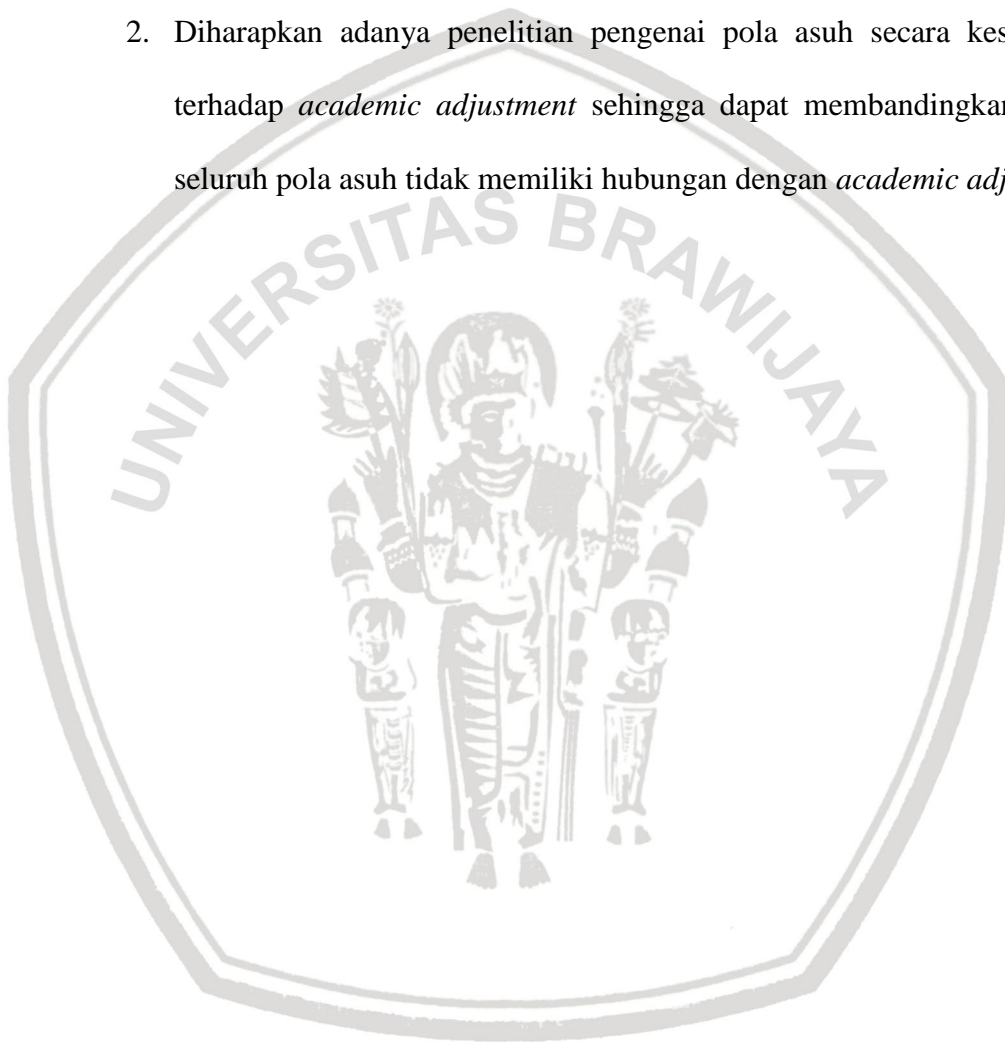 2. Diharapkan adanya penelitian pengenai pola asuh secara kes
terhadap academic adjustment sehingga dapat membandingkan
seluruh pola asuh tidak memiliki hubungan dengan academic adj
UNIVERSITAS BRAWIJAYA